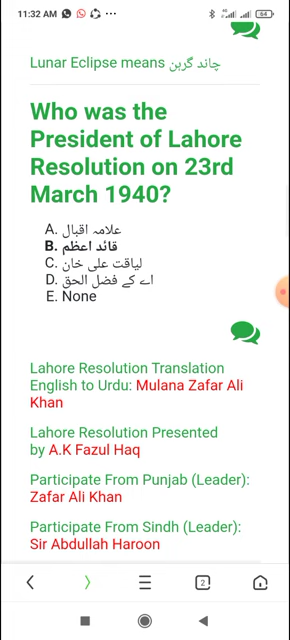 11:32 AM
64
Lunar Eclipse means چاند گرہن
Who was the
President of Lahore
Resolution on 23rd
March 1940?
A. علامہ اقبال
B. قائد اعظم
C. لیاقت علی خان
D. اے کے فضل الحق
E. None
Lahore Resolution Translation
English to Urdu: Mulana Zafar Ali
Khan
Lahore Resolution Presented
by A.K Fazul Haq
Participate From Punjab (Leader):
Zafar Ali Khan
Participate From Sindh (Leader):
Sir Abdullah Haroon
2